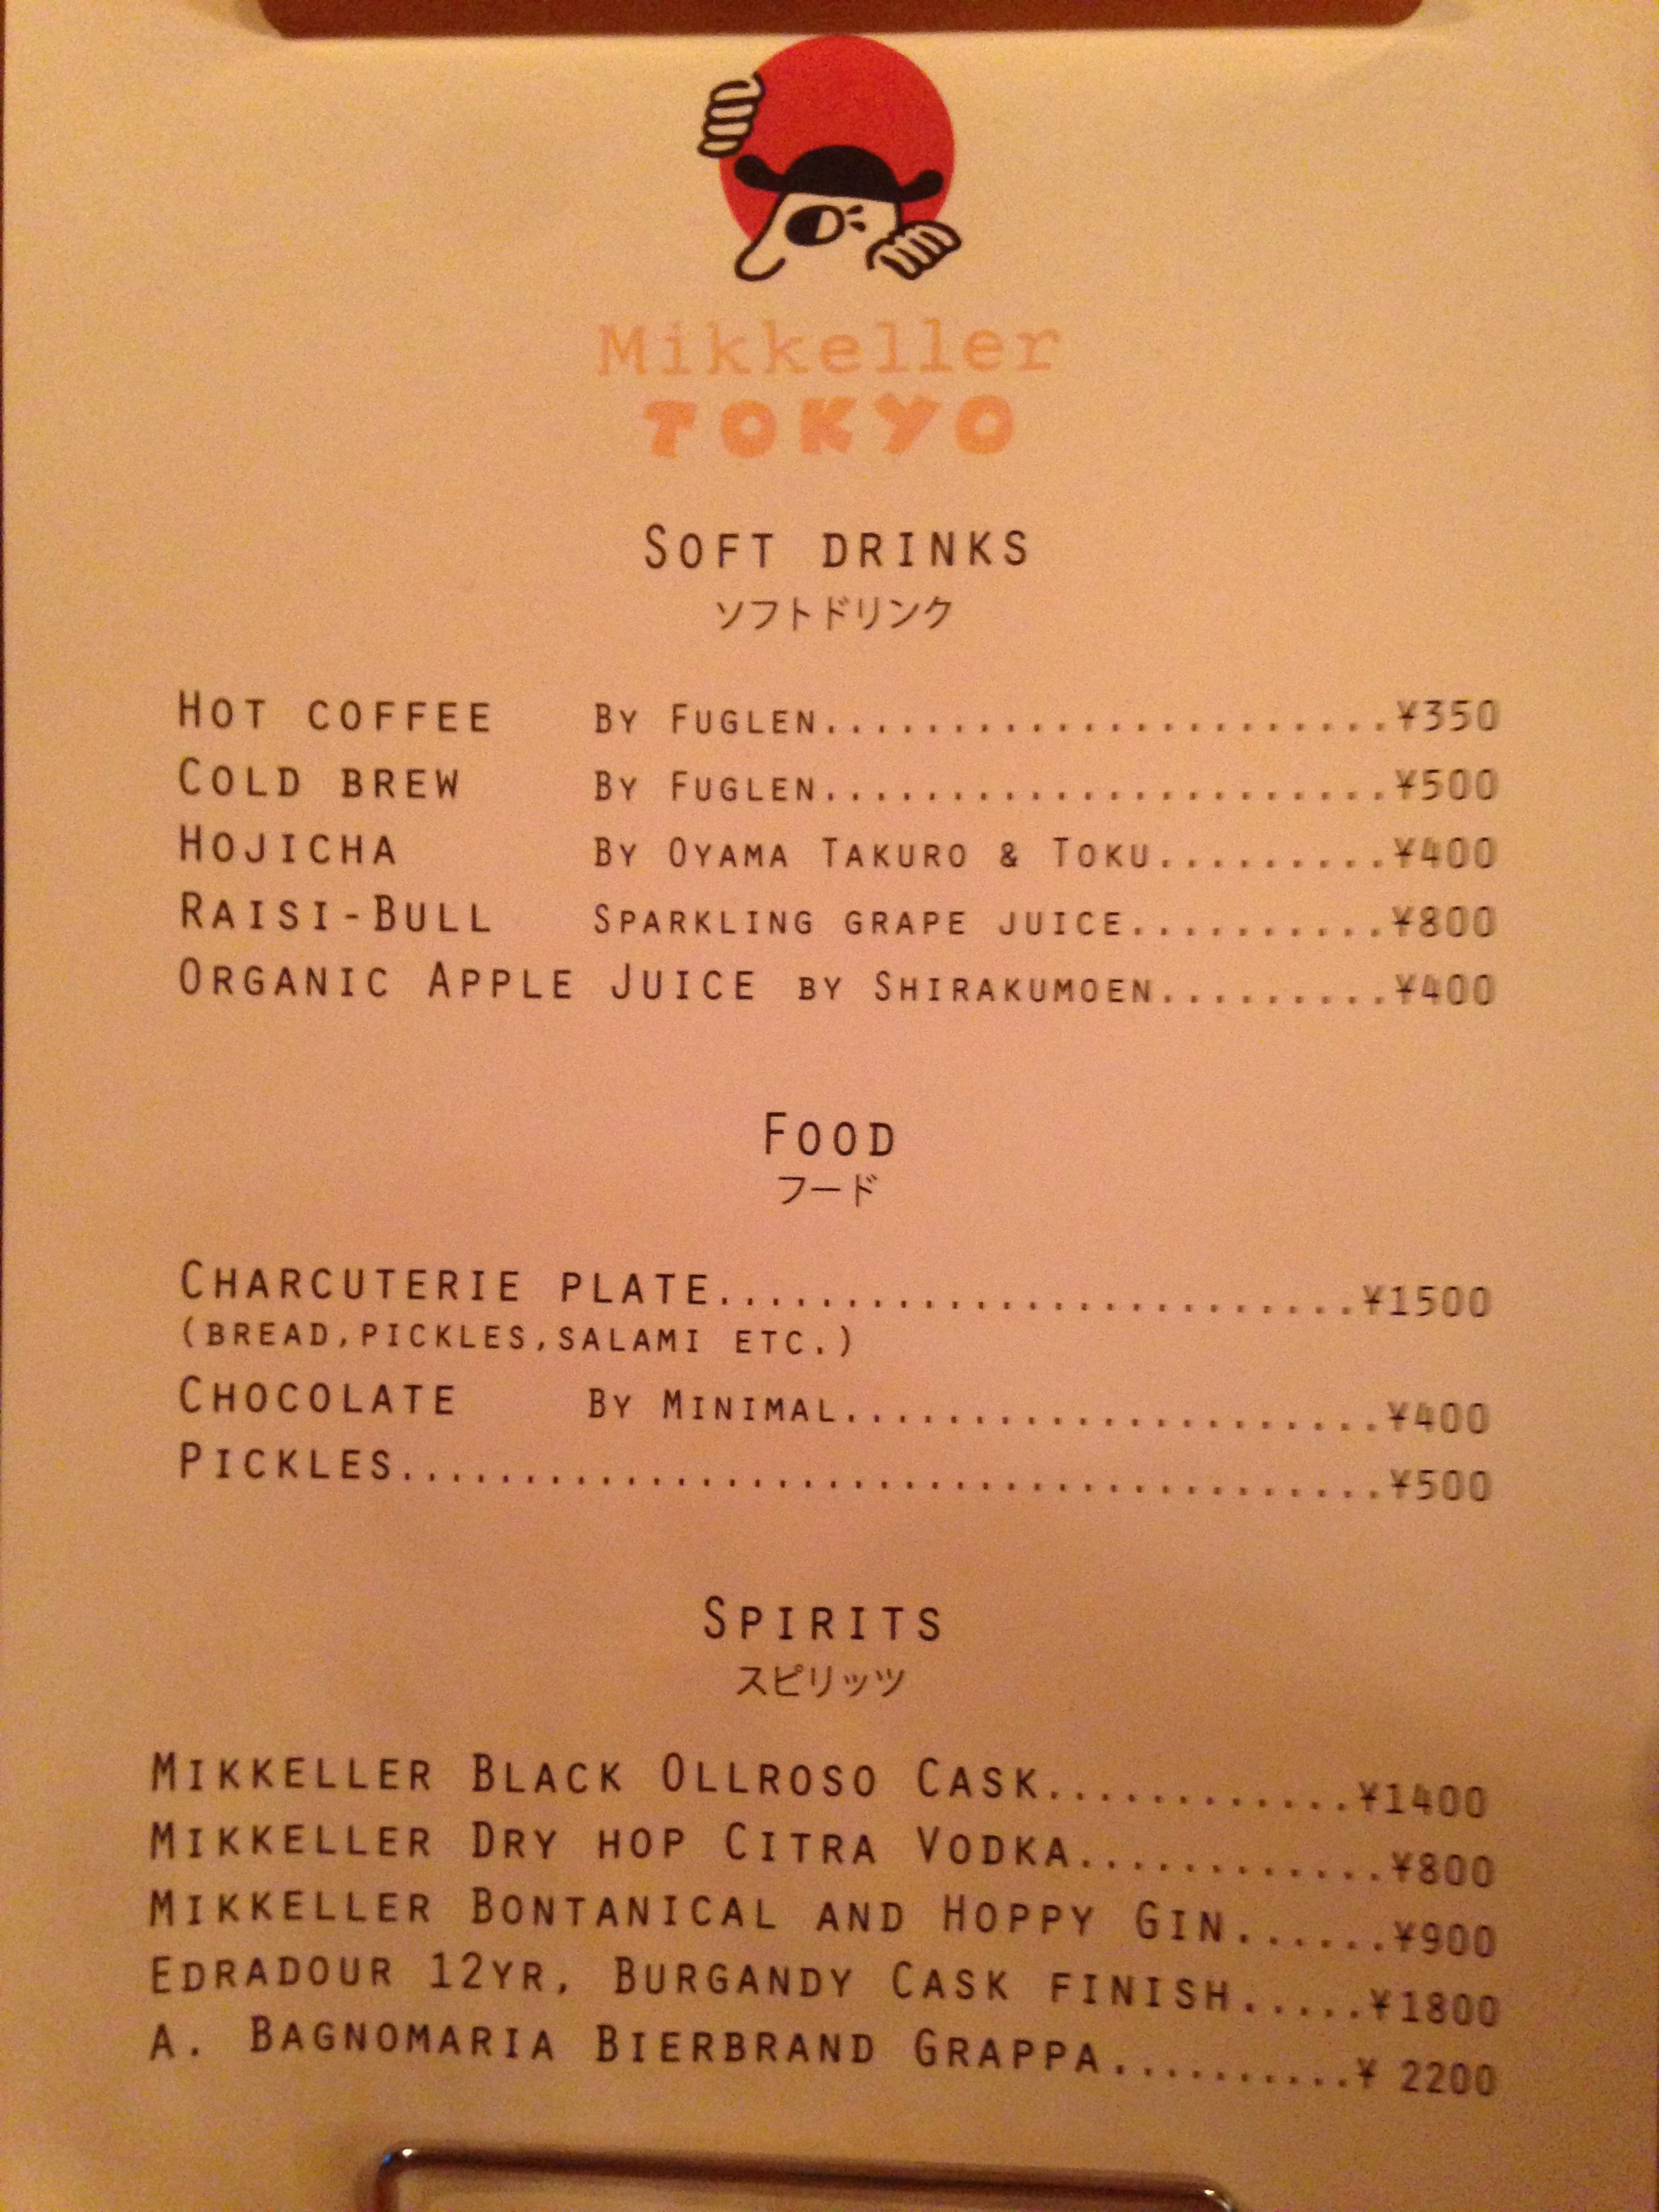 Mikkeller
TOKYO
SOFT DRINKS
ソフトドリンク
HOT COFFEE BY FUGLEN.......................¥350
COLD BREW BY FUGLEN.......................¥500
HOJICHA BY OYAMA TAKURO & TOKU.........¥400
RAISI-BULL SPARKLING GRAPE JUICE..........¥800
ORGANIC APPLE JUICE BY SHIRAKUMOEN.........¥400
FOOD
フード
CHARCUTERIE PLATE..........................¥1500
(BREAD,PICKLES,SALAMI ETC.)
CHOCOLATE BY MINIMAL......................¥400
PICKLES........................................¥500
SPIRITS
スピリッツ
MIKKELLER BLACK OLLROSO CASK............¥1400
MIKKELLER DRY HOP CITRA VODKA............¥800
MIKKELLER BONTANICAL AND HOPPY GIN......¥900
EDRADOUR 12YR, BURGANDY CASK FINISH.....¥1800
A. BAGNOMARIA BIERBRAND GRAPPA..........¥ 2200